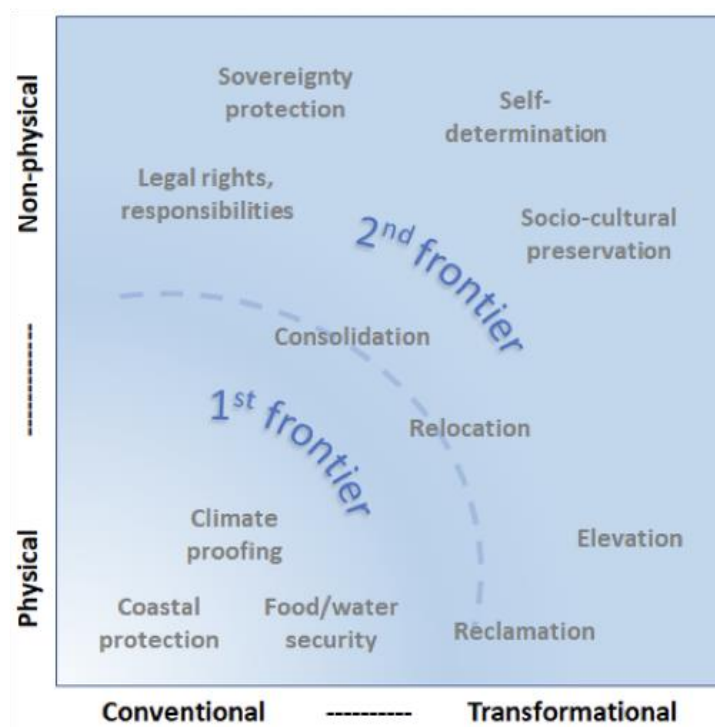 Non-physical
------------
Physical
Sovereignty
protection
Self-
determination
Legal rights,
responsibilities
Socio-cultural
preservation
2nd frontier
Consolidation
1st frontier
Relocation
Climate
proofing
Elevation
Coastal
protection
Food/water
security
Reclamation
Conventional ---------- Transformational